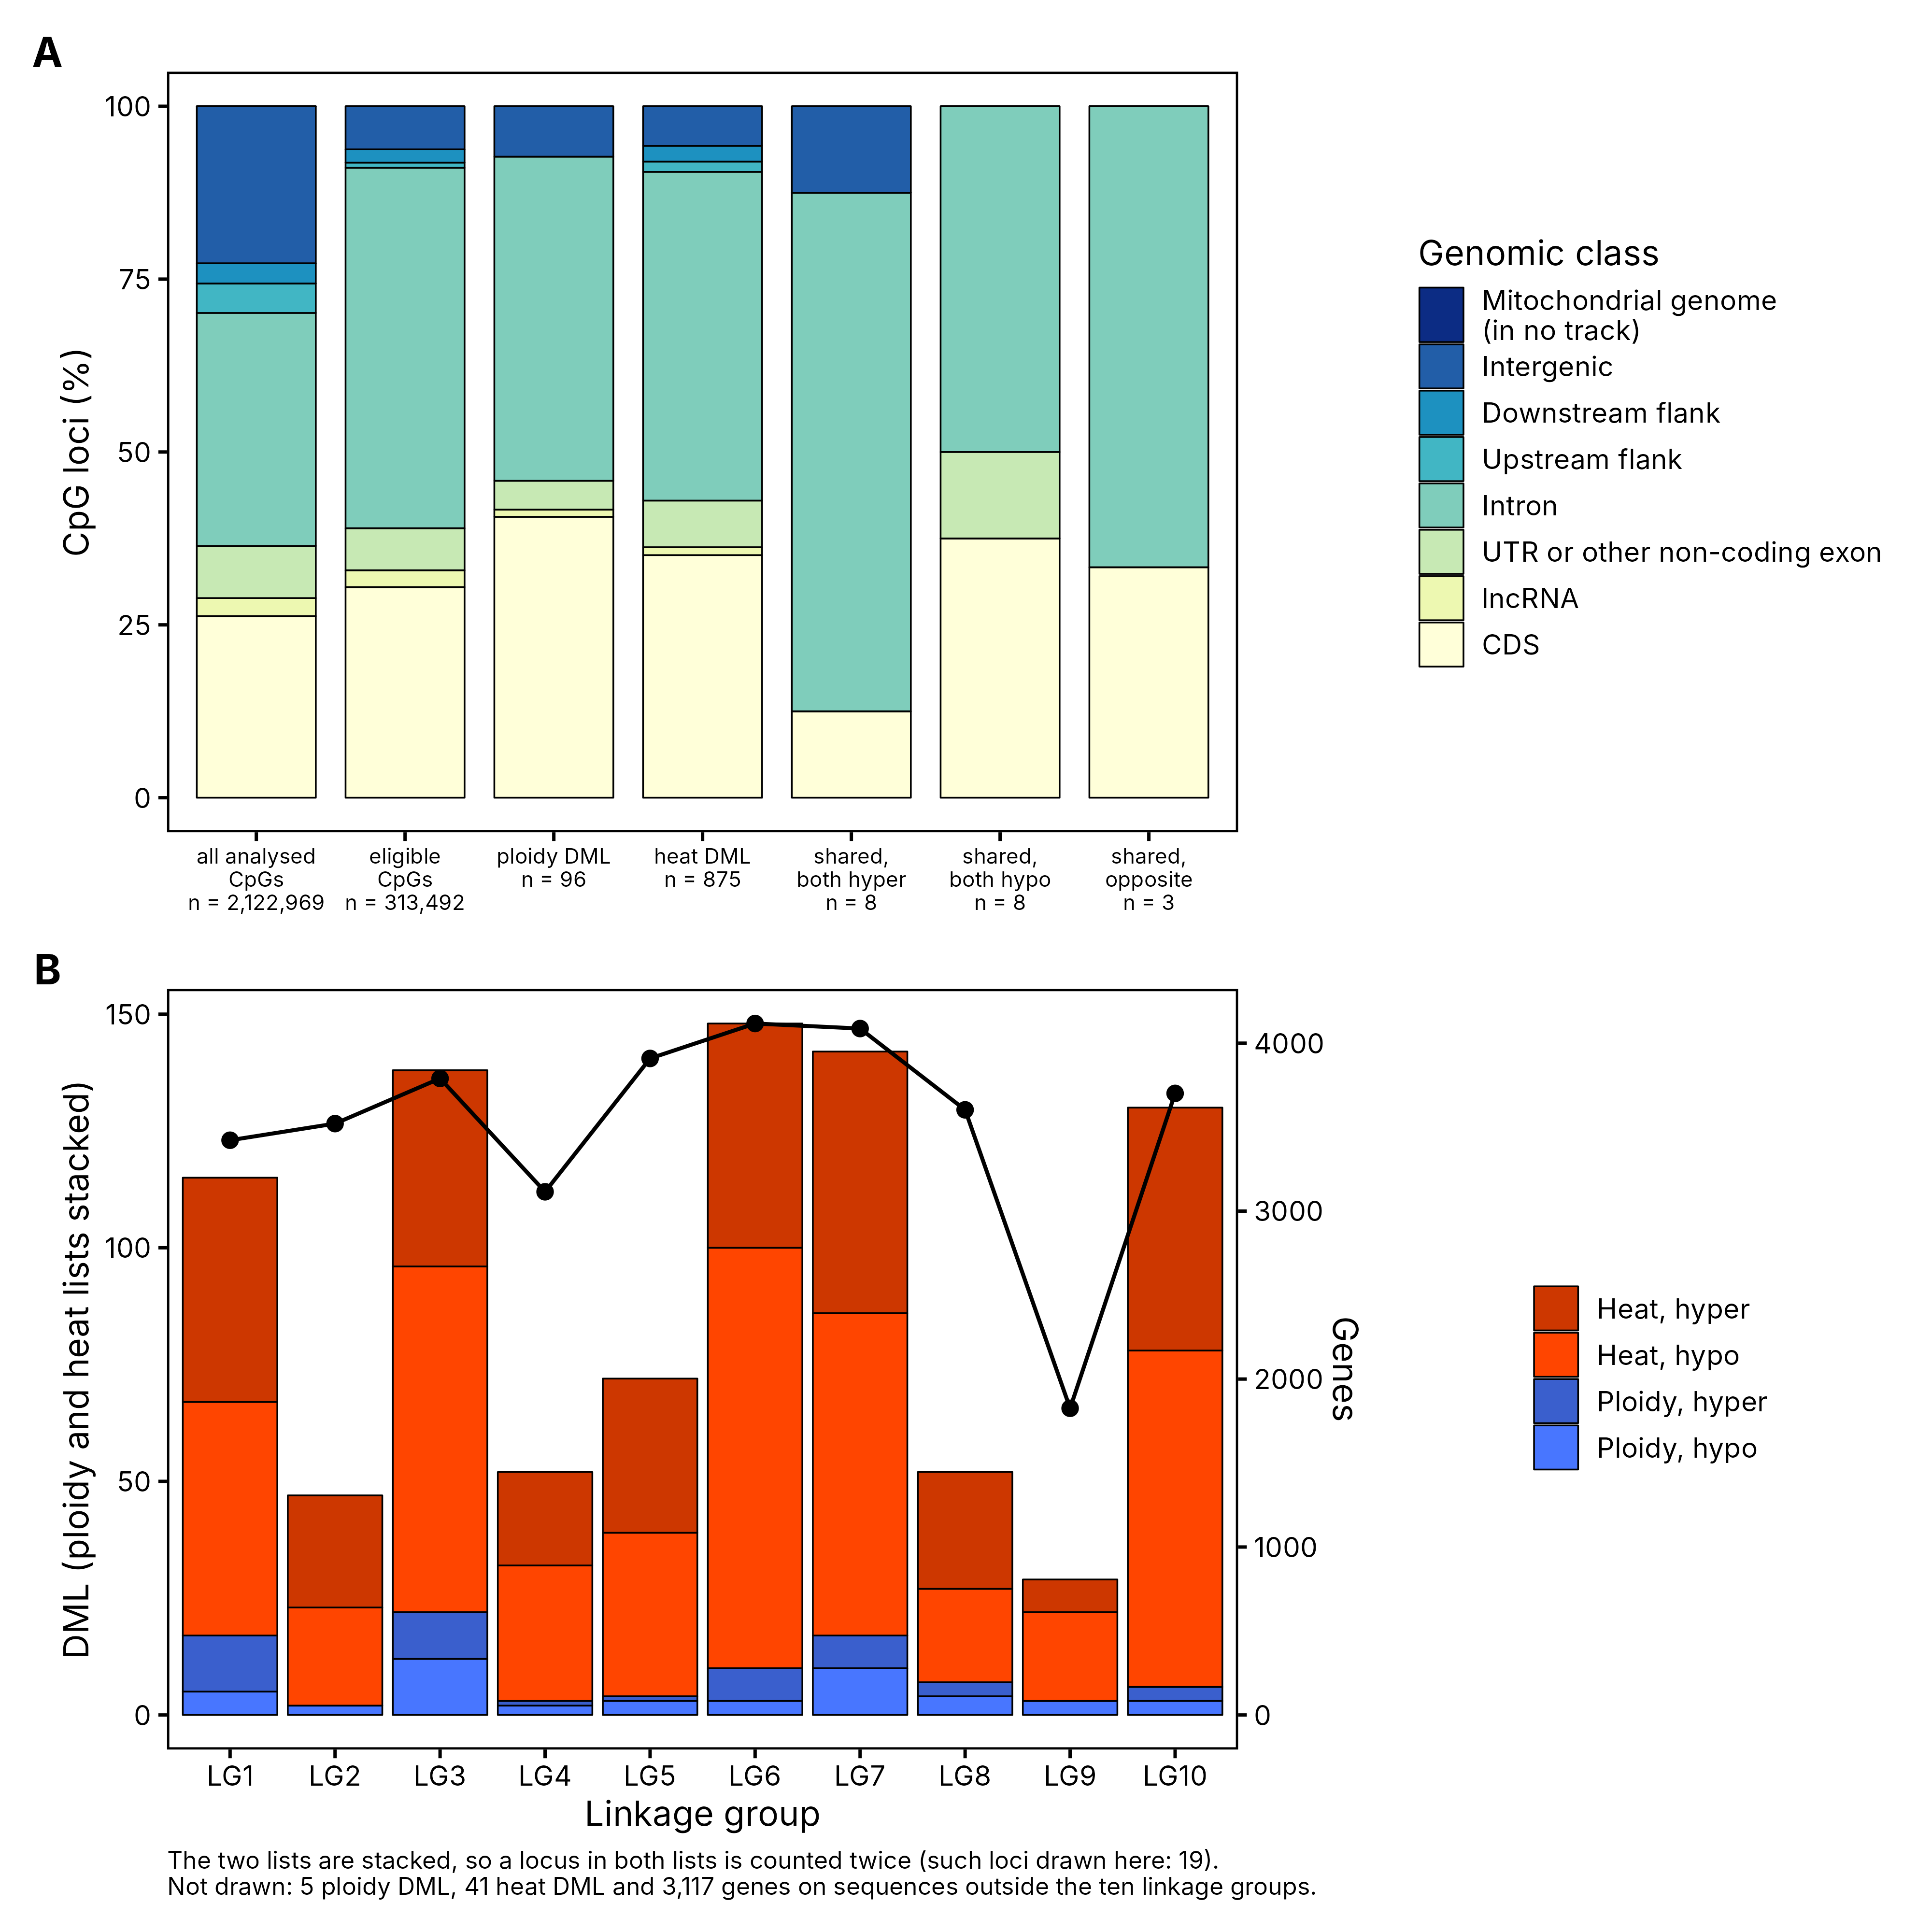 A
CpG loci (%)
100
75
50
25
0
all analysed
CpGs
n = 2,122,969
eligible
CpGs
n = 313,492
ploidy DML
n = 96
heat DML
n = 875
shared,
both hyper
n = 8
shared,
both hypo
n = 8
shared,
opposite
n = 3
Genomic class
Mitochondrial genome
(in no track)
Intergenic
Downstream flank
Upstream flank
Intron
UTR or other non-coding exon
lncRNA
CDS
B
DML (ploidy and heat lists stacked)
150
100
50
0
4000
3000
2000
1000
0
Genes
LG1
LG2
LG3
LG4
LG5
LG6
LG7
LG8
LG9
LG10
Linkage group
Heat, hyper
Heat, hypo
Ploidy, hyper
Ploidy, hypo
The two lists are stacked, so a locus in both lists is counted twice (such loci drawn here: 19).
Not drawn: 5 ploidy DML, 41 heat DML and 3,117 genes on sequences outside the ten linkage groups.